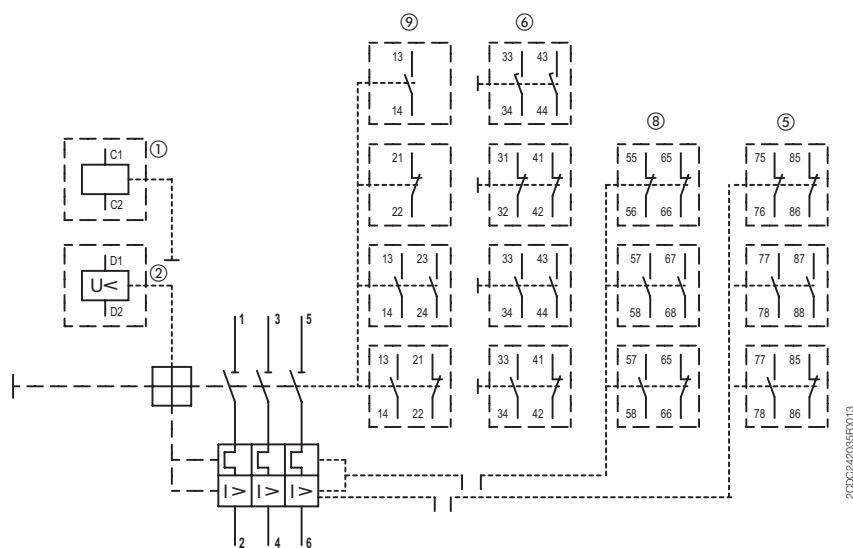 ⑨ ⑥
13 33 43
14 34 44
⑧ ⑤
① C1
C2
21 31 41 55 65 75 85
22 32 42 56 66 76 86
② D1
U<
D2
13 23 33 43 57 67 77 87
14 24 34 44 58 68 78 88
1 3 5
13 21 33 41 57 65 77 85
14 22 34 42 58 66 78 86
I> I> I>
2 4 6
2CDC242035F0013